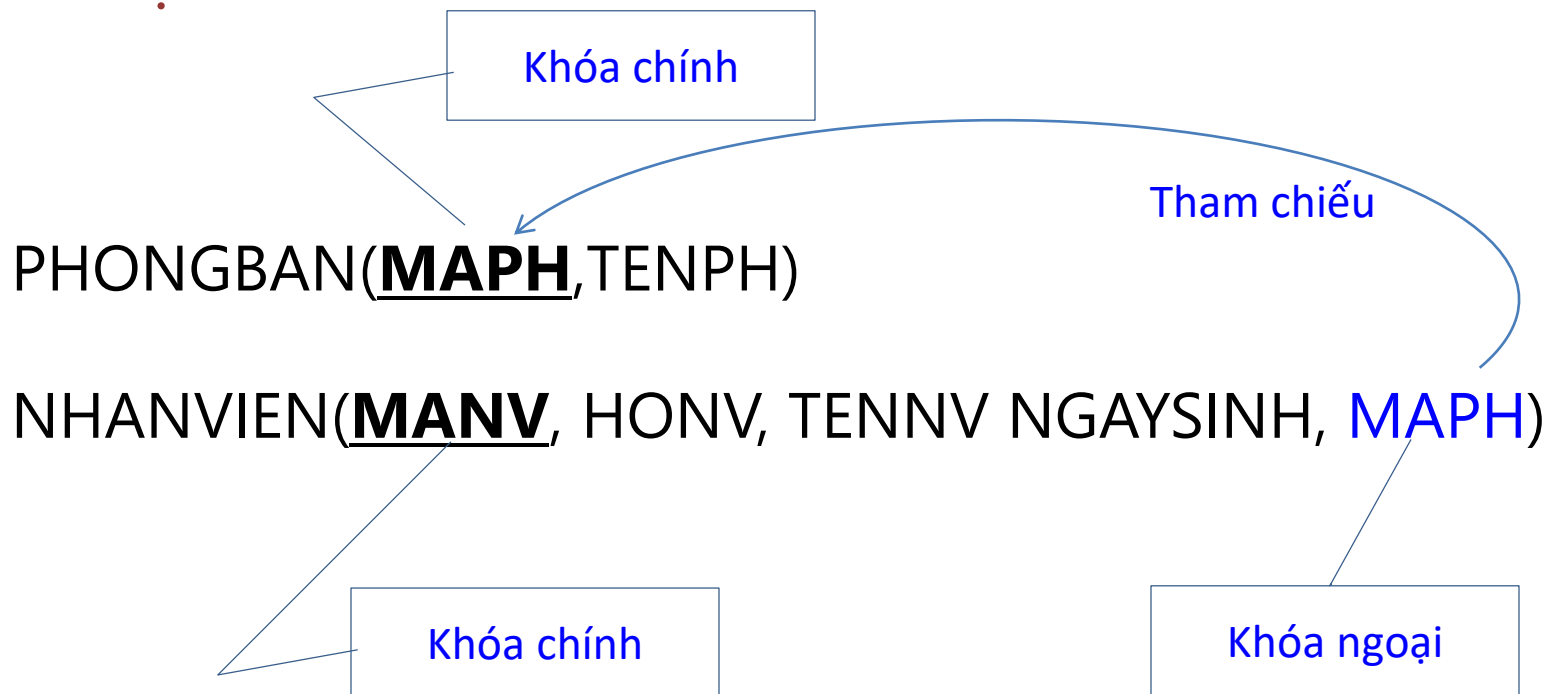 Khóa chính
Tham chiếu
PHONGBAN(MAPH,TENPH)
NHANVIEN(MANV, HONV, TENNV NGAYSINH, MAPH)
Khóa chính
Khóa ngoại